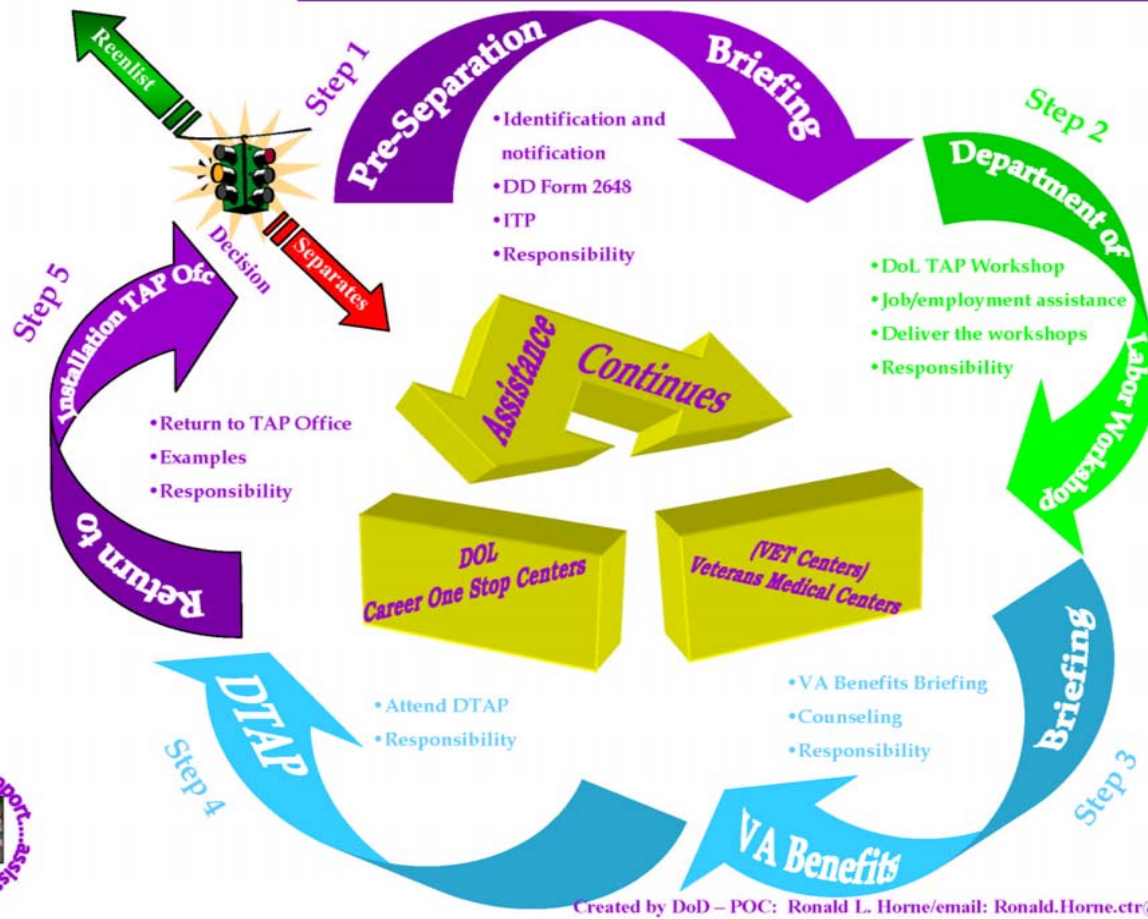 Reenlist
Decision
Separates
Step 1
Pre-Separation Briefing
•Identification and
notification
•DD Form 2648
•ITP
•Responsibility
Step 2
Department of Labor Workshop
•DoL TAP Workshop
•Job/employment assistance
•Deliver the workshops
•Responsibility
Step 3
VA Benefits Briefing
•VA Benefits Briefing
•Counseling
•Responsibility
Step 4
DTAP
•Attend DTAP
•Responsibility
Step 5
Return to Installation TAP Ofc
•Return to TAP Office
•Examples
•Responsibility
Assistance Continues
DOL
Career One Stop Centers
(VET Centers)
Veterans Medical Centers
Created by DoD – POC: Ronald L. Horne/email: Ronald.Horne.ctr@